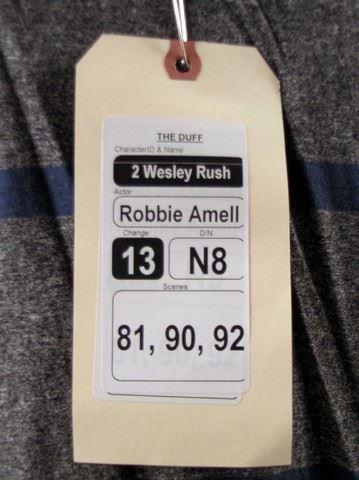 THE DUFF
CharacterID & Name
2 Wesley Rush
Actor
Robbie Amell
Change D/N
13 N8
Scenes
81, 90, 92